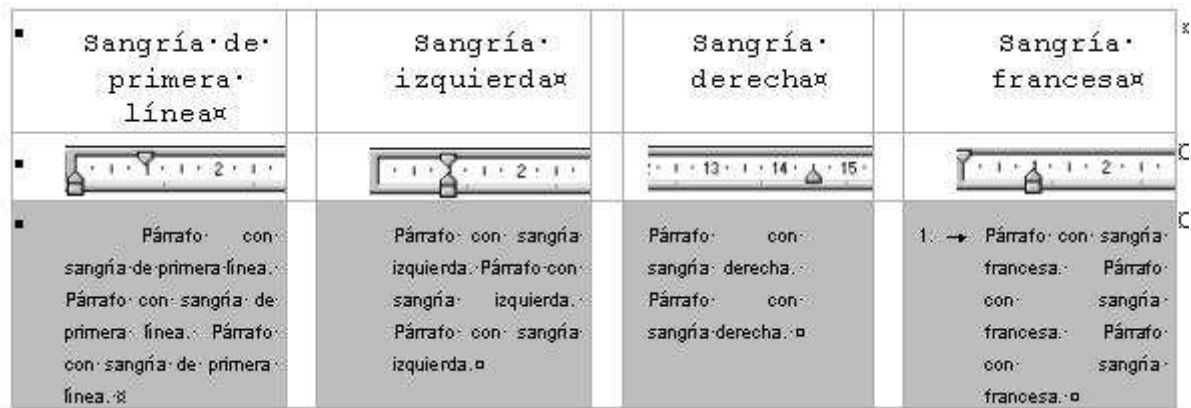 Sangría de
primera
línea
Sangría
izquierda
Sangría
derecha
Sangría
francesa
1 2
1 2
13 14 15
1 2
Párrafo con
sangría de primera línea.
Párrafo con sangría de
primera línea. Párrafo
con sangría de primera
línea.
Párrafo con sangría
izquierda. Párrafo con
sangría izquierda.
Párrafo con sangría
izquierda.
Párrafo con
sangría derecha.
Párrafo con
sangría derecha.
1. → Párrafo con sangría
francesa. Párrafo
con sangría
francesa. Párrafo
con sangría
francesa.